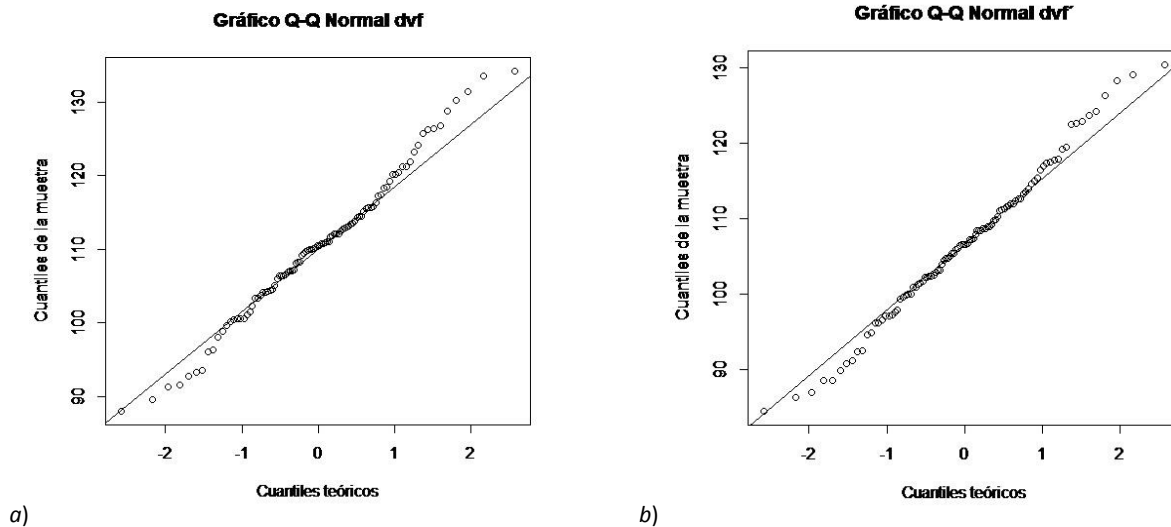 Gráfico Q-Q Normal dvf
Cuantiles de la muestra
130
120
110
100
90
-2 -1 0 1 2
Cuantiles teóricos
a)
Gráfico Q-Q Normal dvf´
Cuantiles de la muestra
130
120
110
100
90
-2 -1 0 1 2
Cuantiles teóricos
b)